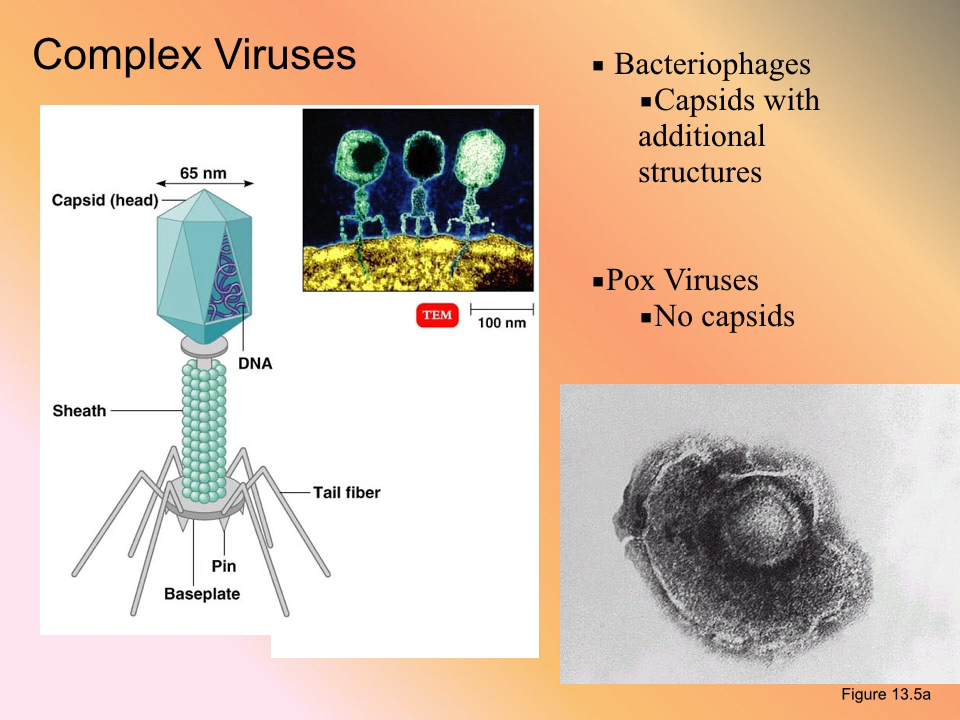 Complex Viruses
▪ Bacteriophages
▪Capsids with
additional
structures
▪Pox Viruses
▪No capsids
65 nm
Capsid (head)
TEM
100 nm
DNA
Sheath
Tail fiber
Pin
Baseplate
Figure 13.5a